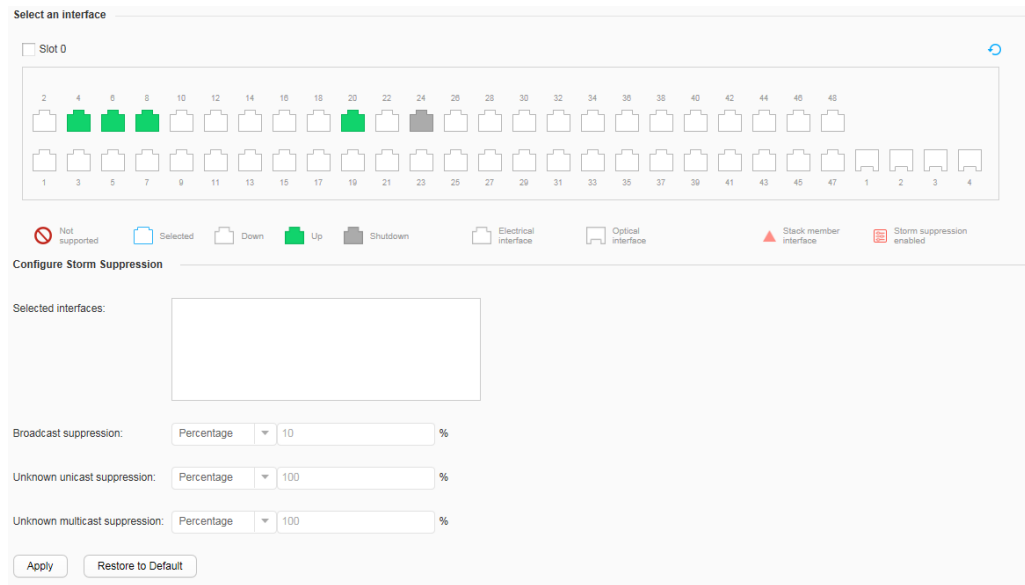 Select an interface
Slot 0
2 4 6 8 10 12 14 16 18 20 22 24 26 28 30 32 34 36 38 40 42 44 46 48
1 3 5 7 9 11 13 15 17 19 21 23 25 27 29 31 33 35 37 39 41 43 45 47 1 2 3 4
Not supported Selected Down Up Shutdown Electrical interface Optical interface Stack member interface Storm suppression enabled
Configure Storm Suppression
Selected interfaces:
Broadcast suppression: Percentage 10 %
Unknown unicast suppression: Percentage 100 %
Unknown multicast suppression: Percentage 100 %
Apply Restore to Default